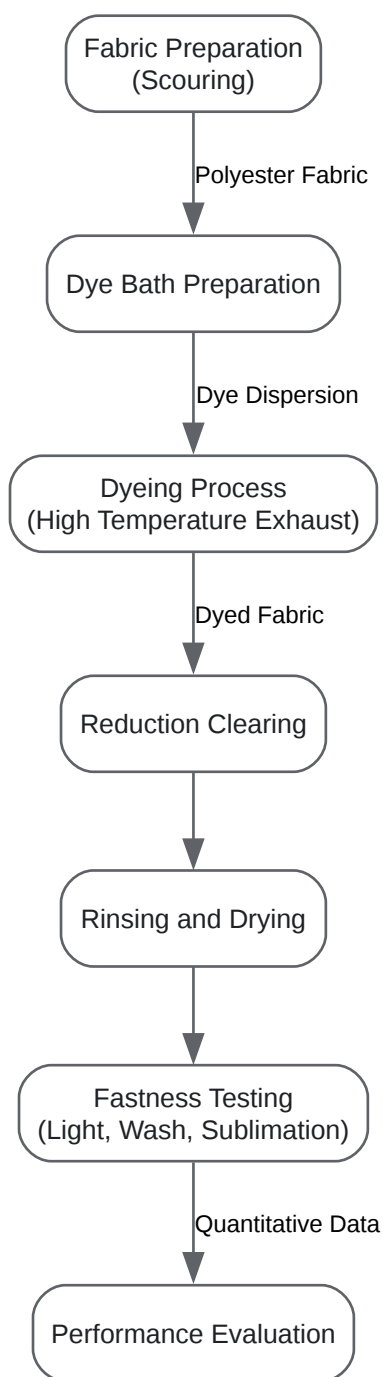 Fabric Preparation
(Scouring)
Polyester Fabric
Dye Bath Preparation
Dye Dispersion
Dyeing Process
(High Temperature Exhaust)
Dyed Fabric
Reduction Clearing
Rinsing and Drying
Fastness Testing
(Light, Wash, Sublimation)
Quantitative Data
Performance Evaluation